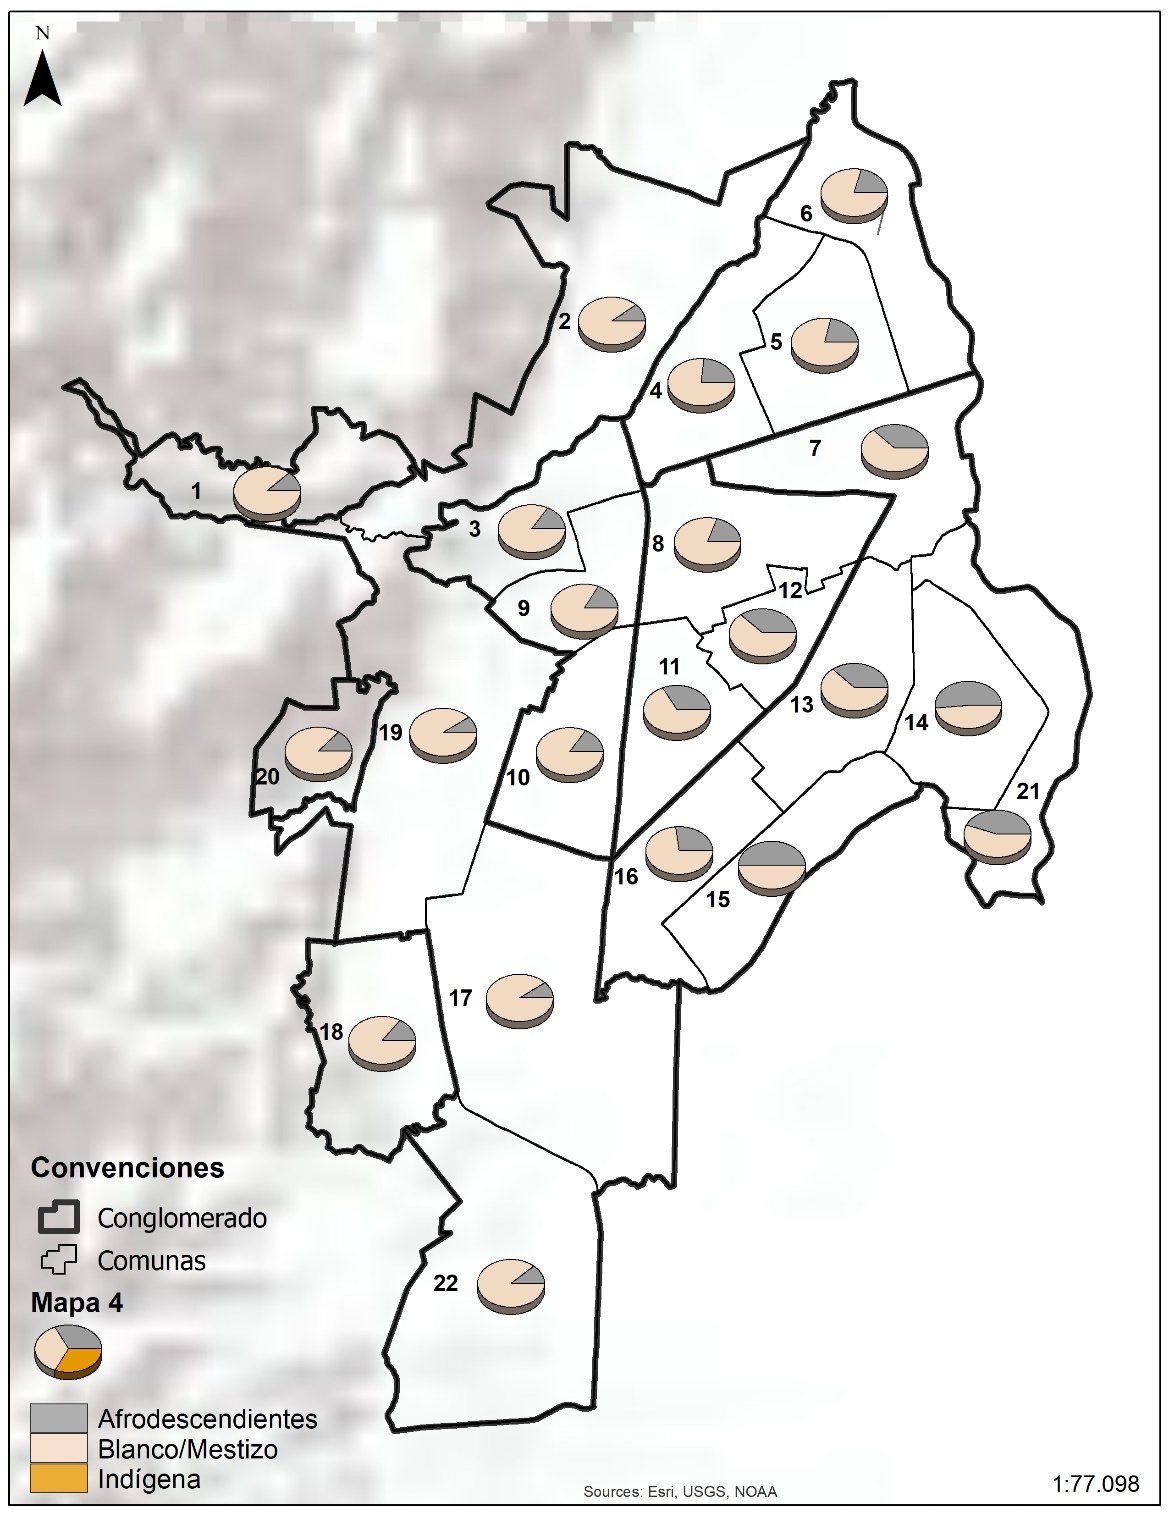 N
6
2
5
4
7
1
3
8
12
9
11
13
14
19
20
10
21
16
15
17
18
22
Convenciones
Conglomerado
Comunas
Mapa 4
Afrodescendientes
Blanco/Mestizo
Indígena
Sources: Esri, USGS, NOAA
1:77.098